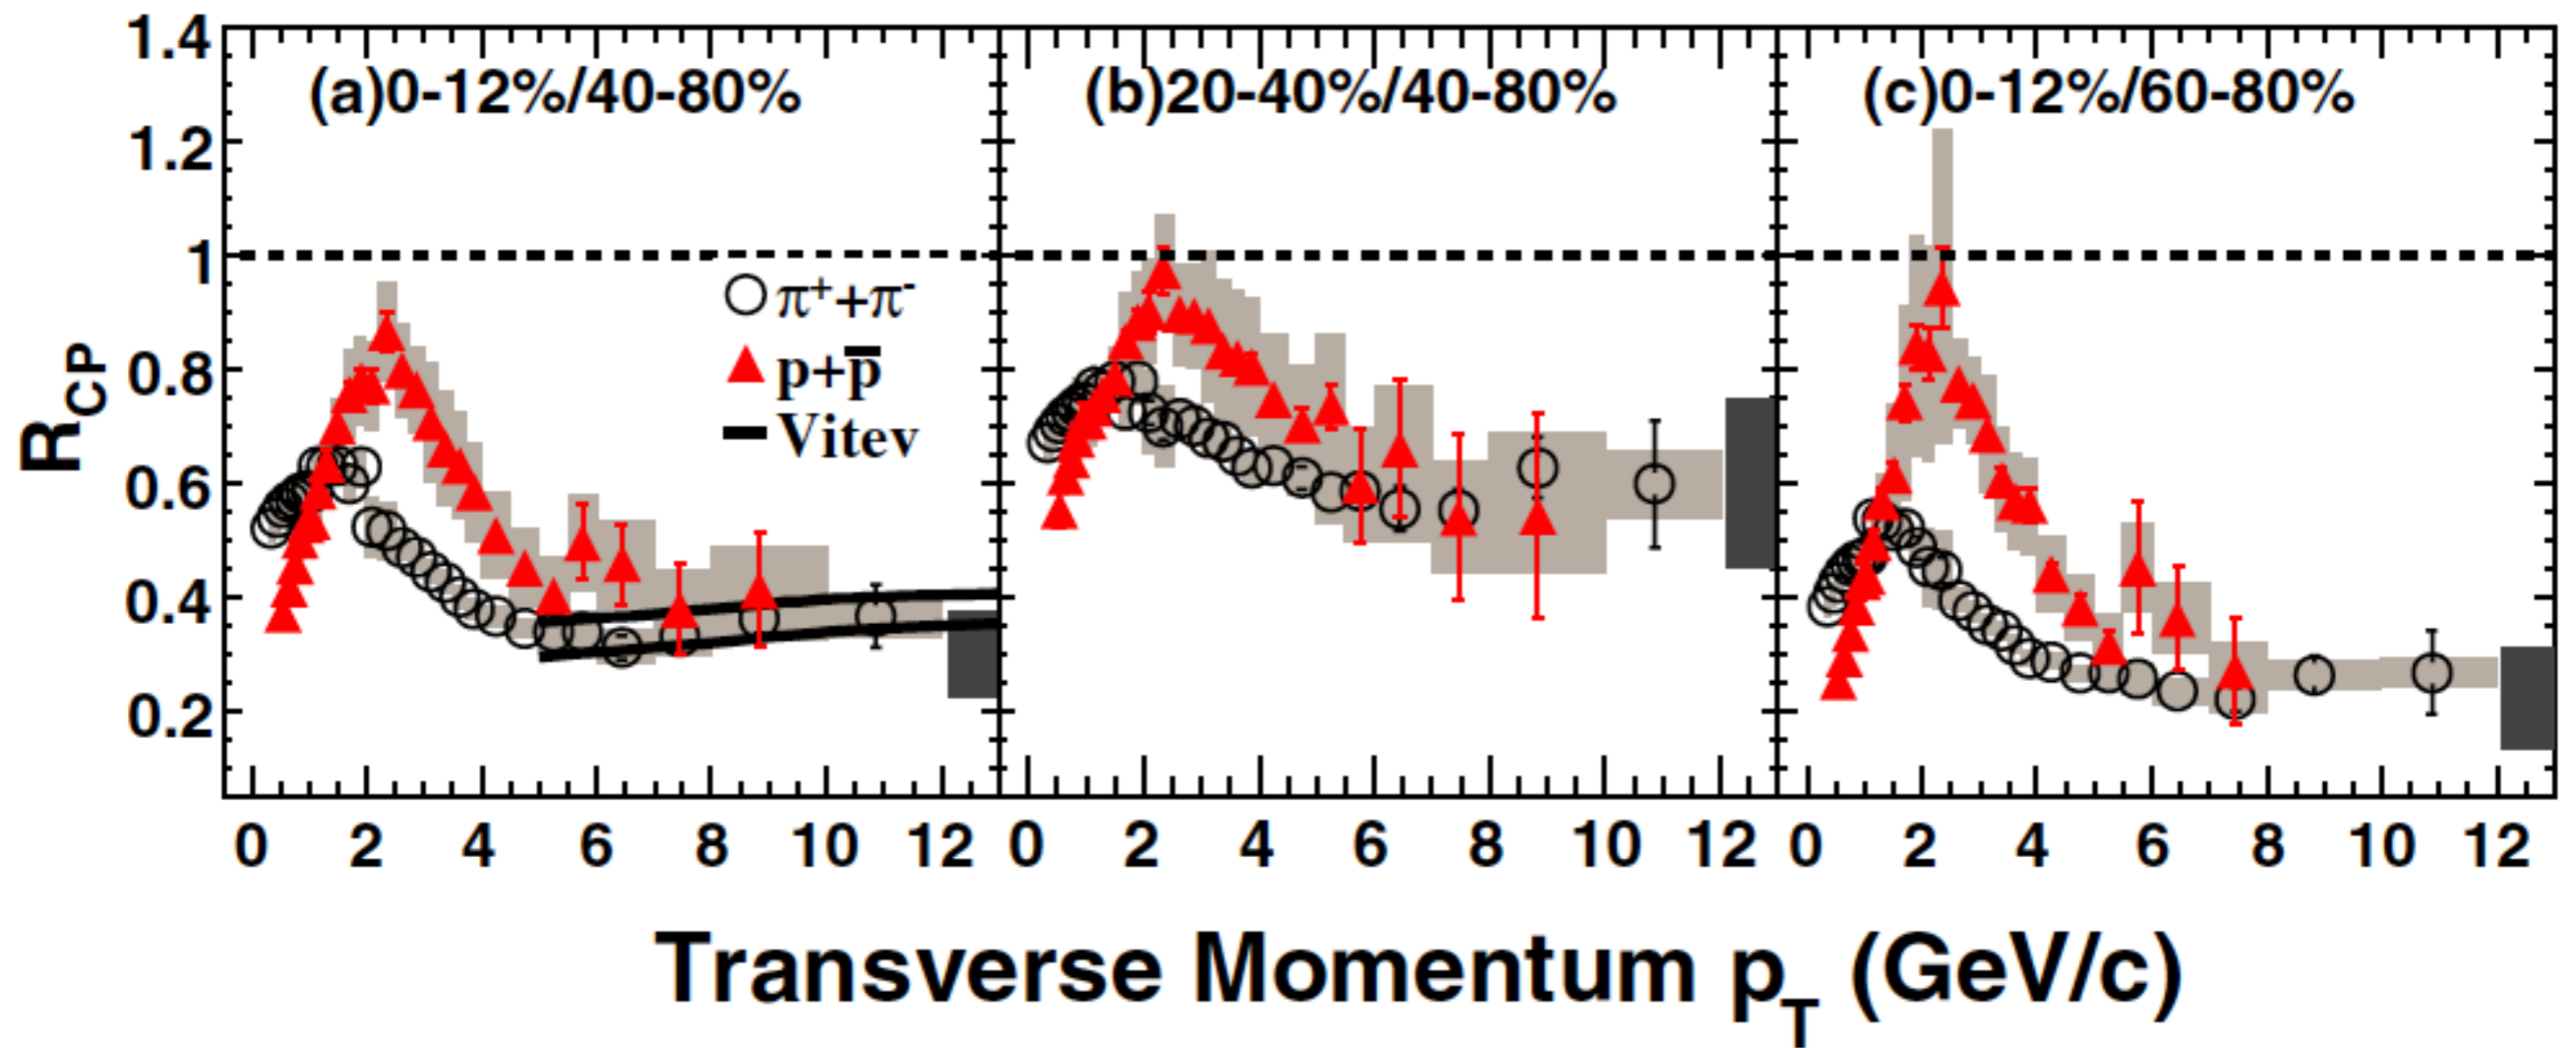 (a)0-12%/40-80%
(b)20-40%/40-80%
(c)0-12%/60-80%
1.4
1.2
1
0.8
0.6
0.4
0.2
R_CP
π⁺+π⁻
p+p̅
Vitev
0 2 4 6 8 10 12
0 2 4 6 8 10 12
0 2 4 6 8 10 12
Transverse Momentum p_T (GeV/c)